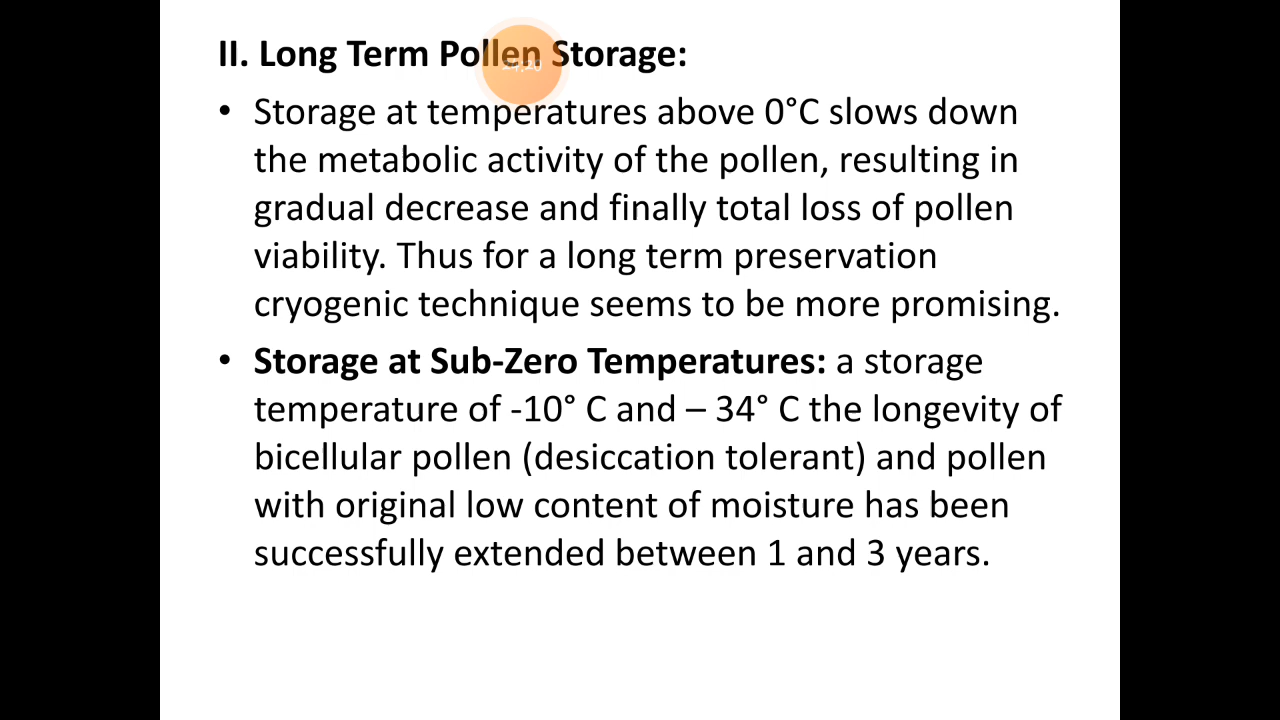 II. Long Term Pollen Storage:
• Storage at temperatures above 0°C slows down
the metabolic activity of the pollen, resulting in
gradual decrease and finally total loss of pollen
viability. Thus for a long term preservation
cryogenic technique seems to be more promising.
• Storage at Sub-Zero Temperatures: a storage
temperature of -10° C and – 34° C the longevity of
bicellular pollen (desiccation tolerant) and pollen
with original low content of moisture has been
successfully extended between 1 and 3 years.